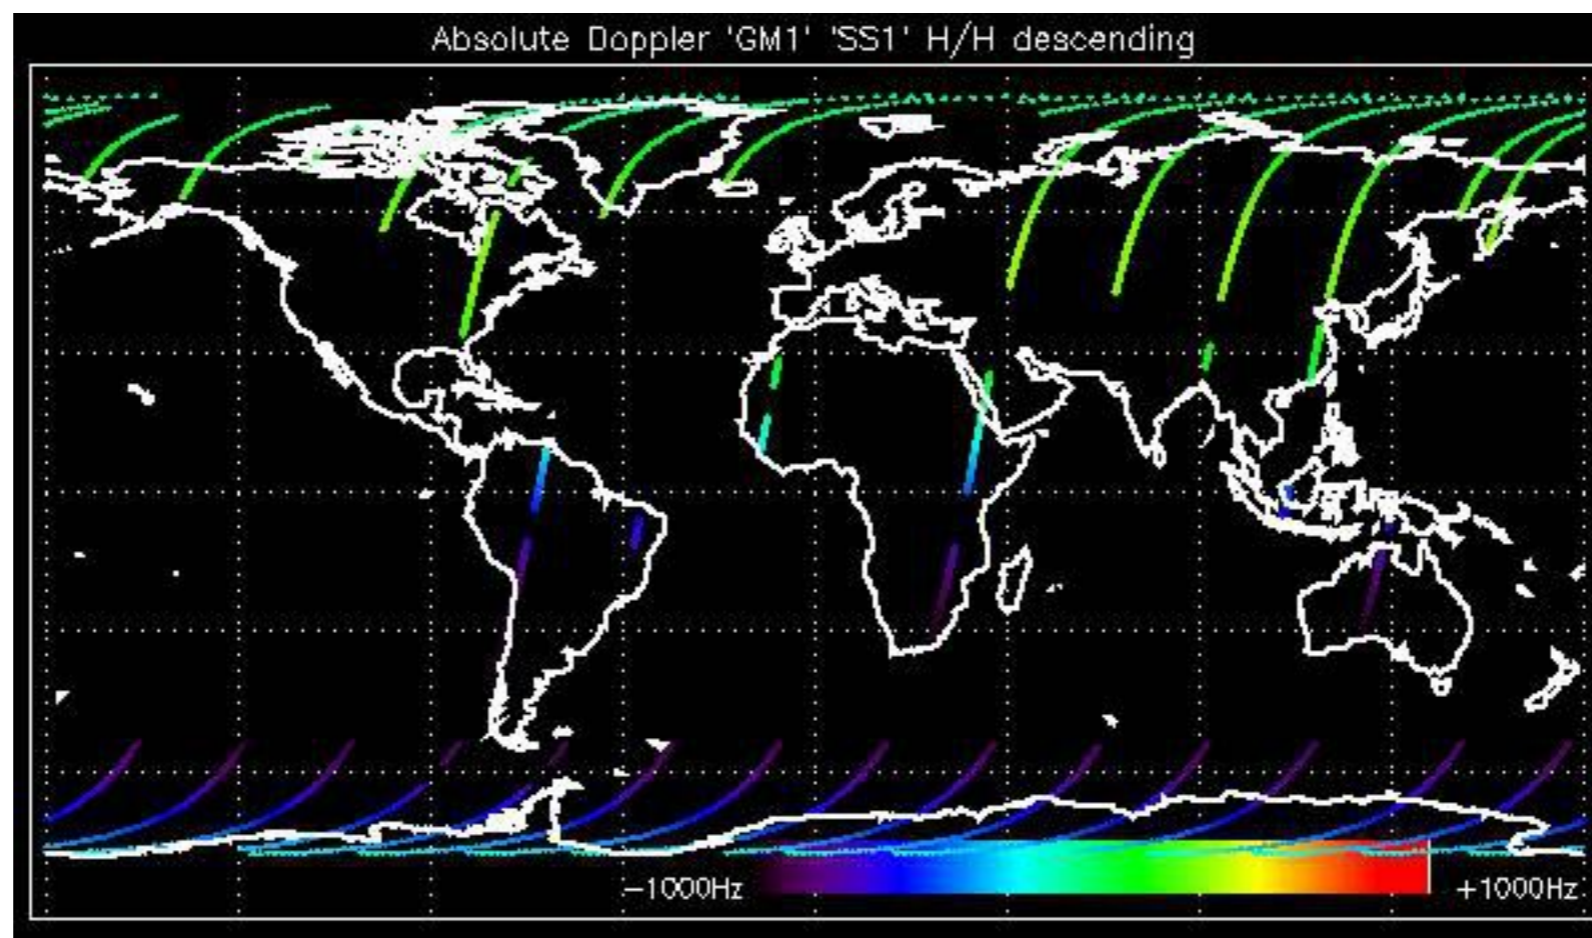 Absolute Doppler 'GM1' 'SS1' H/H descending
−1000Hz
+1000Hz